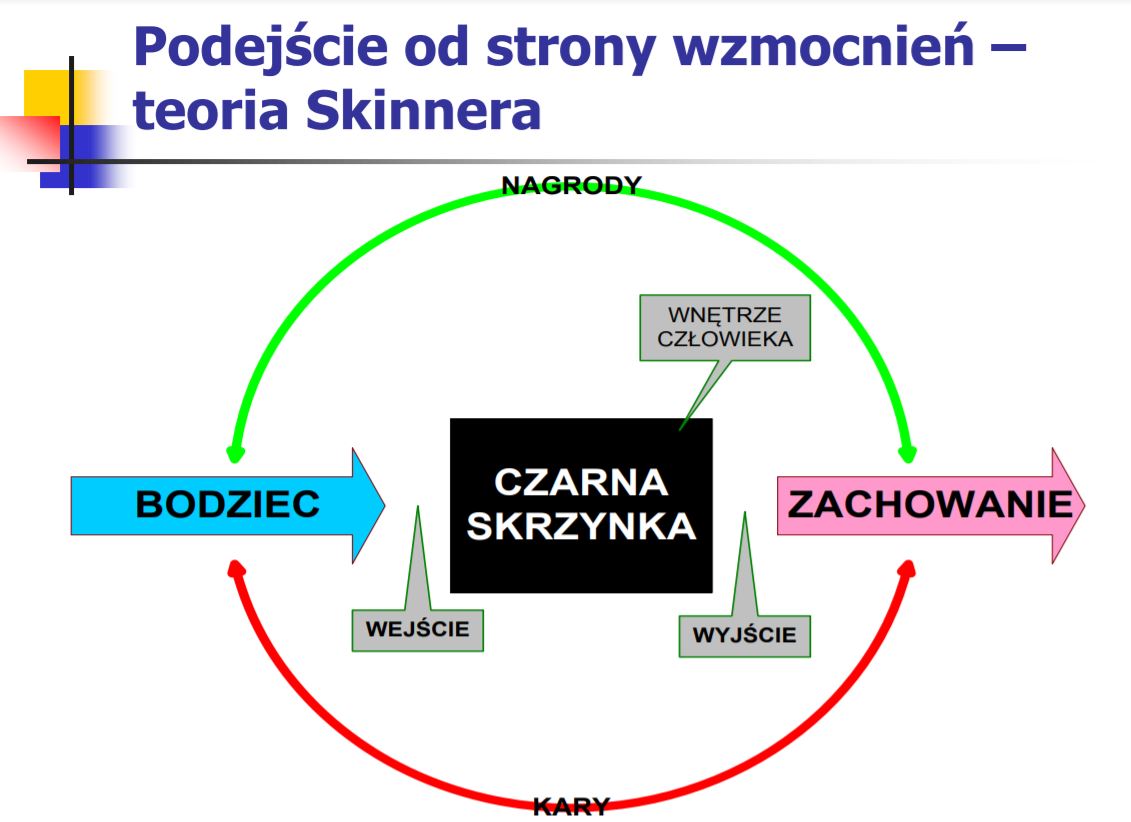 Podejście od strony wzmocnień –
teoria Skinnera
NAGRODY
WNĘTRZE
CZŁOWIEKA
BODZIEC
CZARNA
SKRZYNKA
ZACHOWANIE
WEJŚCIE
WYJŚCIE
KARY